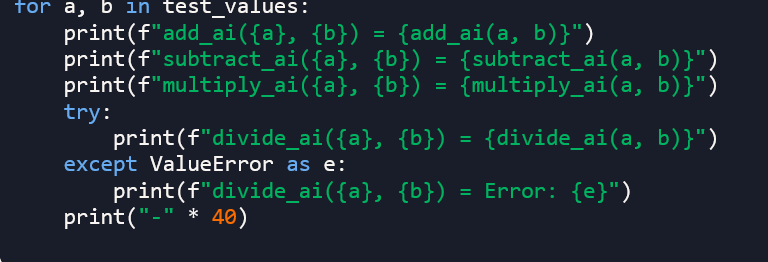 for a, b in test_values:
    print(f"add_ai({a}, {b}) = {add_ai(a, b)}")
    print(f"subtract_ai({a}, {b}) = {subtract_ai(a, b)}")
    print(f"multiply_ai({a}, {b}) = {multiply_ai(a, b)}")
    try:
        print(f"divide_ai({a}, {b}) = {divide_ai(a, b)}")
    except ValueError as e:
        print(f"divide_ai({a}, {b}) = Error: {e}")
    print("-" * 40)